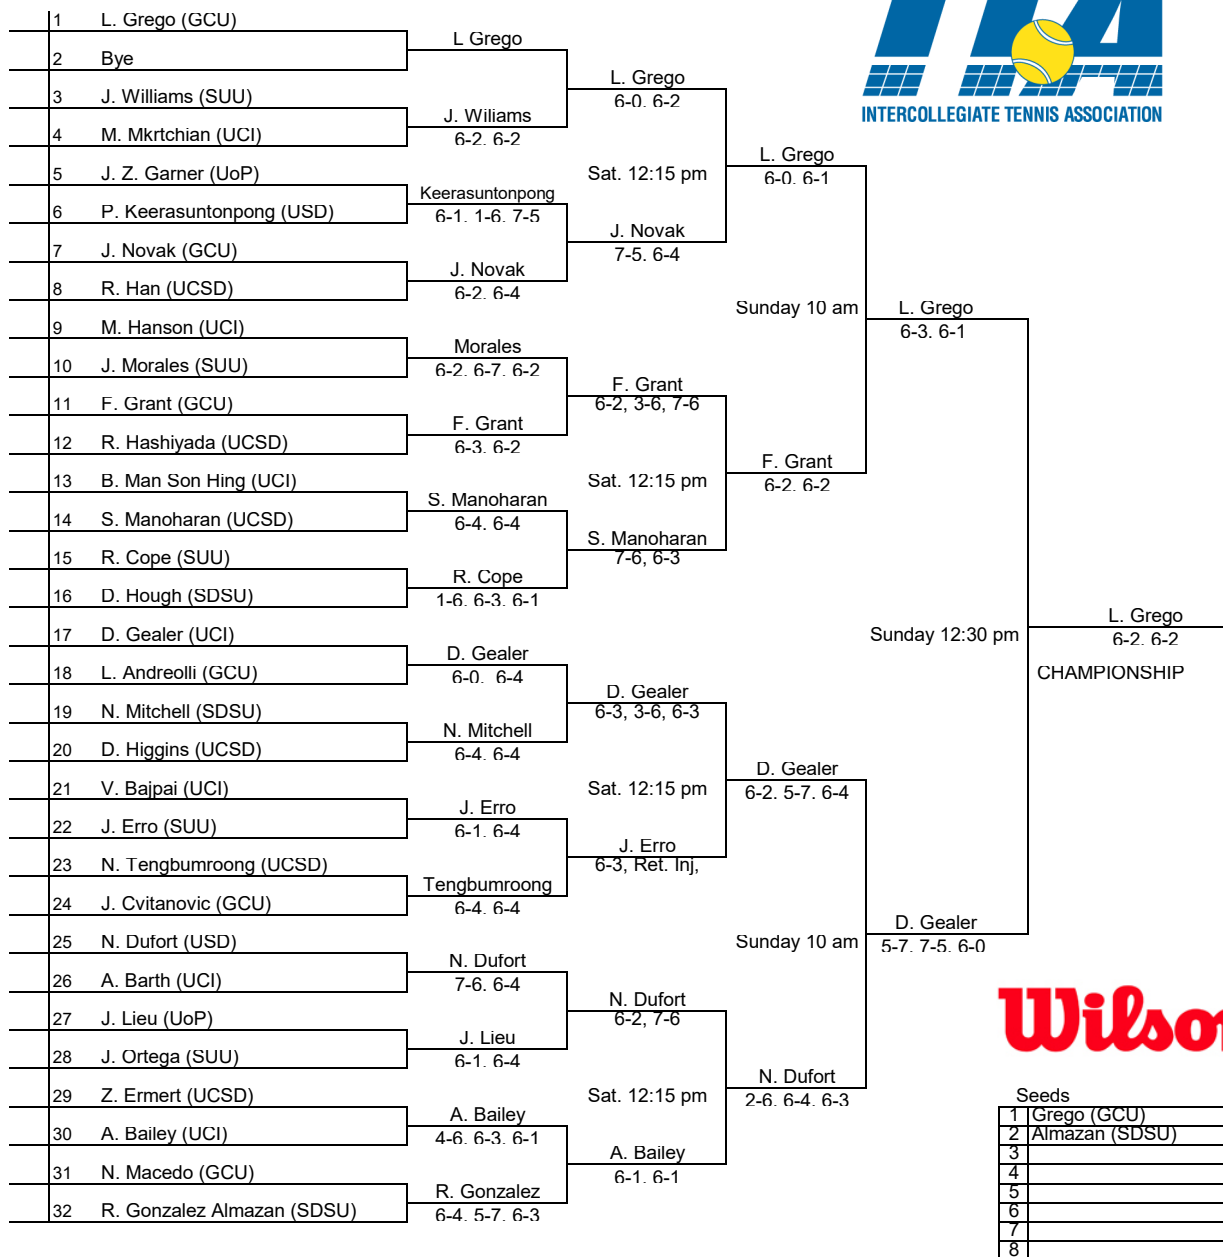 ITA
INTERCOLLEGIATE TENNIS ASSOCIATION
1 L. Grego (GCU)
2 Bye
3 J. Williams (SUU)
4 M. Mkrtchian (UCI)
5 J. Z. Garner (UoP)
6 P. Keerasuntonpong (USD)
7 J. Novak (GCU)
8 R. Han (UCSD)
9 M. Hanson (UCI)
10 J. Morales (SUU)
11 F. Grant (GCU)
12 R. Hashiyada (UCSD)
13 B. Man Son Hing (UCI)
14 S. Manoharan (UCSD)
15 R. Cope (SUU)
16 D. Hough (SDSU)
17 D. Gealer (UCI)
18 L. Andreolli (GCU)
19 N. Mitchell (SDSU)
20 D. Higgins (UCSD)
21 V. Bajpai (UCI)
22 J. Erro (SUU)
23 N. Tengbumroong (UCSD)
24 J. Cvitanovic (GCU)
25 N. Dufort (USD)
26 A. Barth (UCI)
27 J. Lieu (UoP)
28 J. Ortega (SUU)
29 Z. Ermert (UCSD)
30 A. Bailey (UCI)
31 N. Macedo (GCU)
32 R. Gonzalez Almazan (SDSU)
L Grego
J. Wiliams
6-2. 6-2
Keerasuntonpong
6-1. 1-6. 7-5
J. Novak
6-2. 6-4
Morales
6-2. 6-7. 6-2
F. Grant
6-3. 6-2
S. Manoharan
6-4. 6-4
R. Cope
1-6. 6-3. 6-1
D. Gealer
6-0. 6-4
N. Mitchell
6-4. 6-4
J. Erro
6-1. 6-4
Tengbumroong
6-4. 6-4
N. Dufort
7-6. 6-4
J. Lieu
6-1. 6-4
A. Bailey
4-6. 6-3. 6-1
R. Gonzalez
6-4. 5-7. 6-3
L. Grego
6-0. 6-2
Sat. 12:15 pm
J. Novak
7-5. 6-4
F. Grant
6-2, 3-6, 7-6
Sat. 12:15 pm
S. Manoharan
7-6, 6-3
D. Gealer
6-3, 3-6, 6-3
Sat. 12:15 pm
J. Erro
6-3, Ret. Inj,
N. Dufort
6-2, 7-6
Sat. 12:15 pm
A. Bailey
6-1. 6-1
L. Grego
6-0. 6-1
Sunday 10 am
F. Grant
6-2. 6-2
D. Gealer
6-2. 5-7. 6-4
Sunday 10 am
N. Dufort
2-6. 6-4. 6-3
L. Grego
6-3. 6-1
Sunday 12:30 pm
D. Gealer
5-7. 7-5. 6-0
L. Grego
6-2. 6-2
CHAMPIONSHIP
Wilson
Seeds
1 Grego (GCU)
2 Almazan (SDSU)
3
4
5
6
7
8